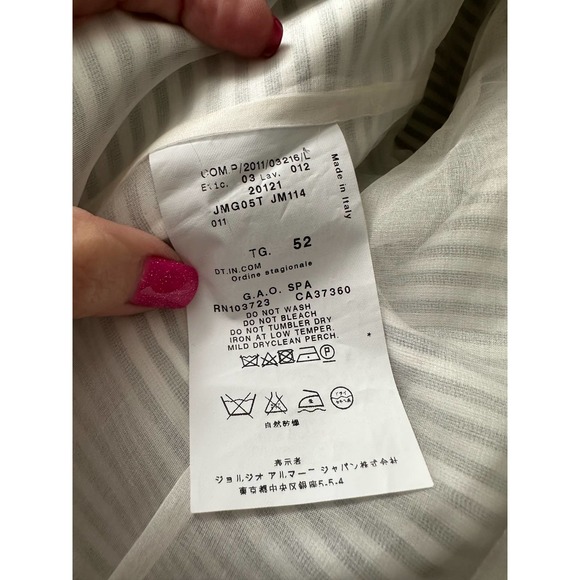 COM.P/2011/03216/L
Etic. 03 Lav. 012
20121
JMG05T JM114
011
Made in Italy
TG. 52
DT.IN.COM
Ordine stagionale
G.A.O. SPA
RN103723 CA37360
DO NOT WASH
DO NOT BLEACH
DO NOT TUMBLER DRY
IRON AT LOW TEMPER.
MILD DRYCLEAN PERCH.
自然乾燥
表示者
ジョルジオ アルマーニ ジャパン株式会社
東京都中央区銀座5-5-4